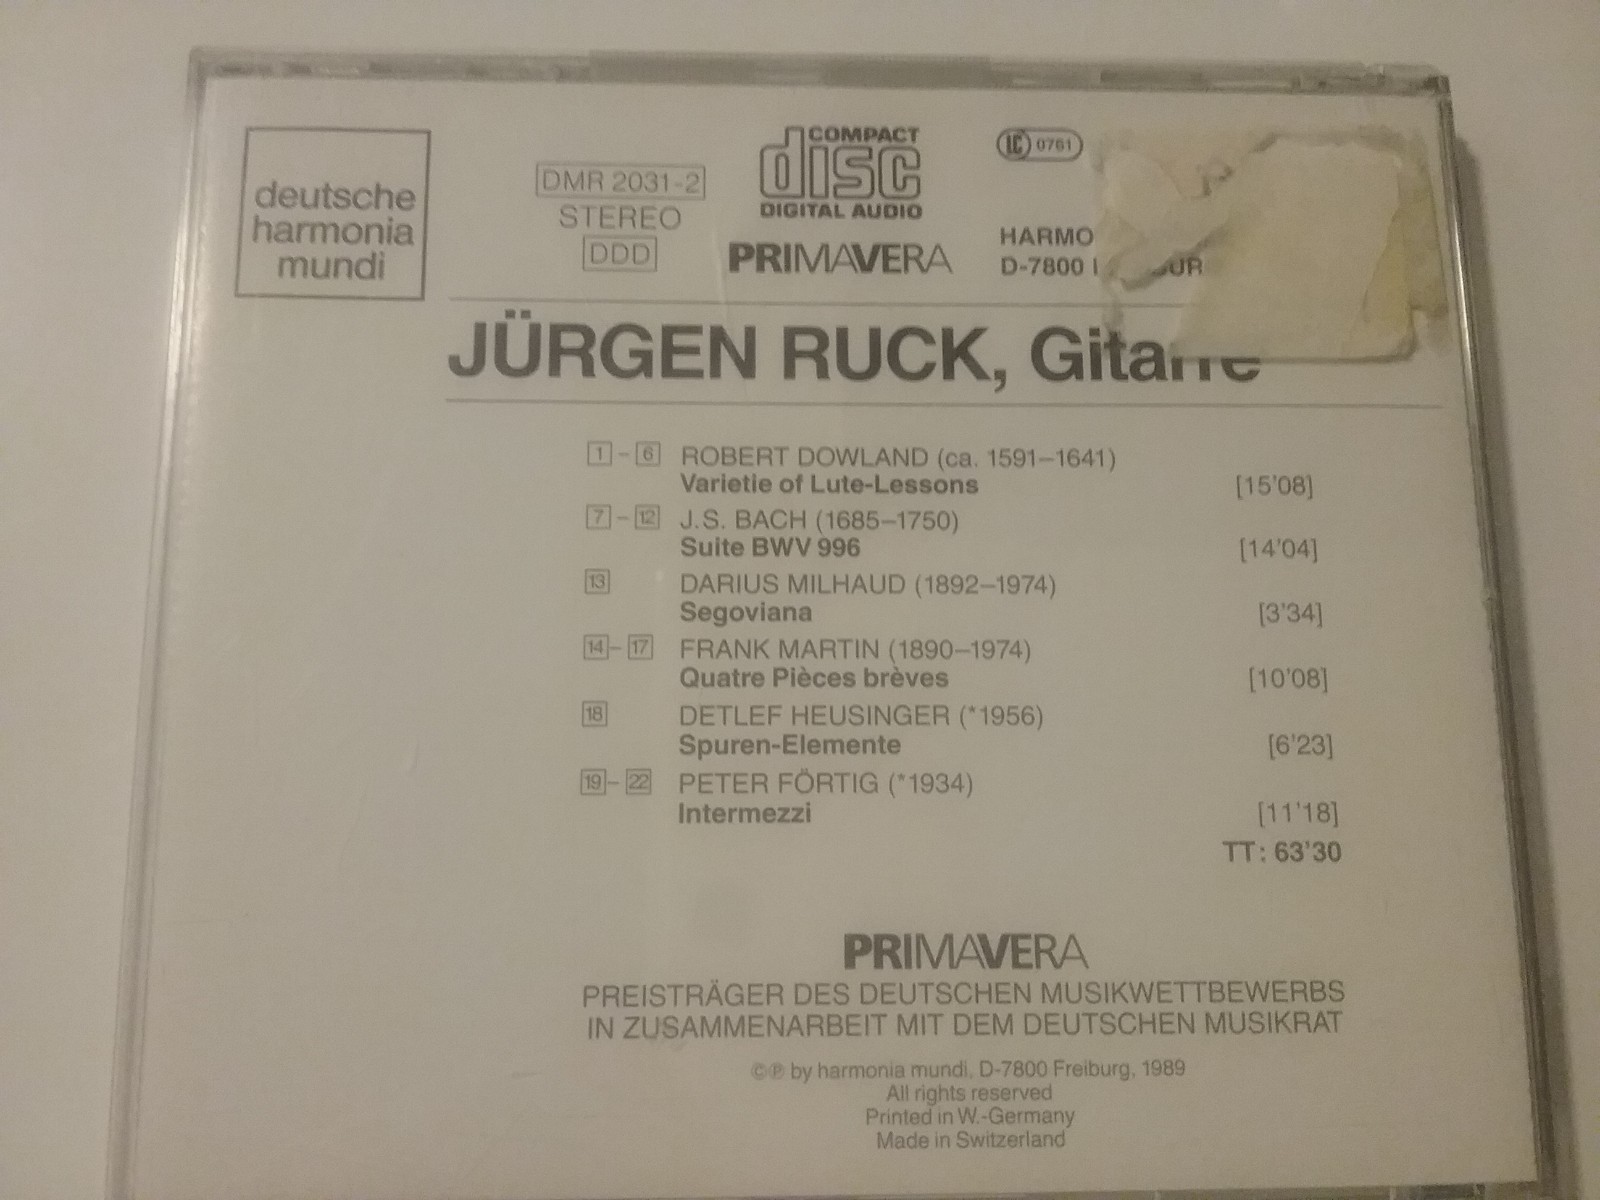 deutsche
harmonia
mundi
DMR 2031-2
STEREO
DDD
COMPACT
disc
DIGITAL AUDIO
PRIMAVERA
LC 0761
HARMO
D-7800
JÜRGEN RUCK, Gitarre
1 – 6 ROBERT DOWLAND (ca. 1591–1641)
Varietie of Lute-Lessons [15'08]
7 – 12 J.S. BACH (1685–1750)
Suite BWV 996 [14'04]
13 DARIUS MILHAUD (1892–1974)
Segoviana [3'34]
14 – 17 FRANK MARTIN (1890–1974)
Quatre Pièces brèves [10'08]
18 DETLEF HEUSINGER (*1956)
Spuren-Elemente [6'23]
19 – 22 PETER FÖRTIG (*1934)
Intermezzi [11'18]
TT: 63'30
PRIMAVERA
PREISTRÄGER DES DEUTSCHEN MUSIKWETTBEWERBS
IN ZUSAMMENARBEIT MIT DEM DEUTSCHEN MUSIKRAT
©℗ by harmonia mundi, D-7800 Freiburg, 1989
All rights reserved
Printed in W.-Germany
Made in Switzerland